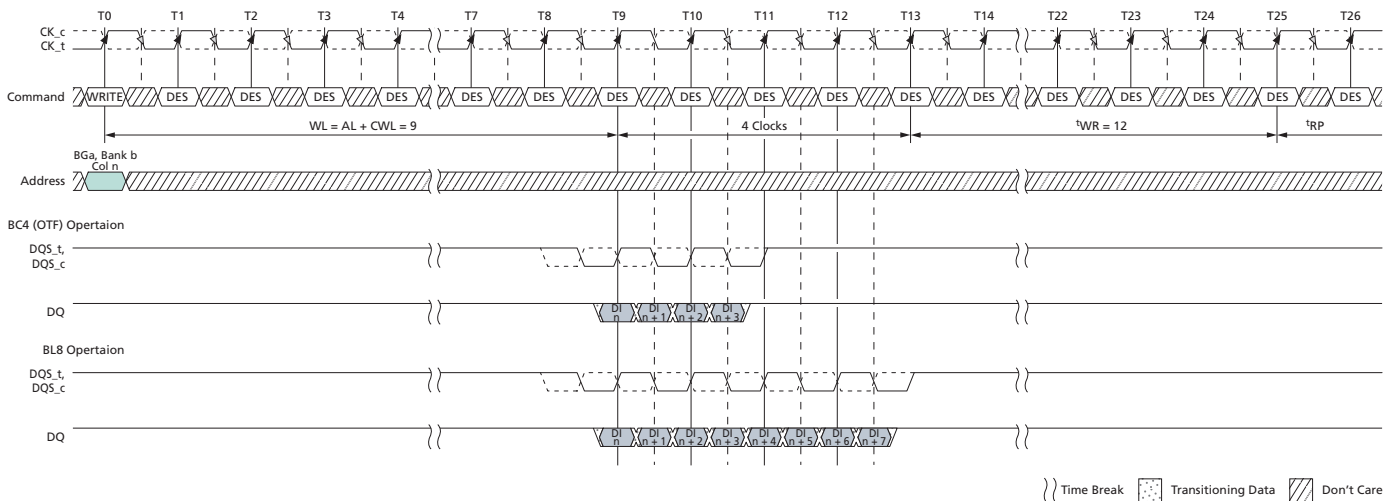 T0 T1 T2 T3 T4 T7 T8 T9 T10 T11 T12 T13 T14 T22 T23 T24 T25 T26
CK_c
CK_t
Command WRITE DES DES DES DES DES DES DES DES DES DES DES DES DES DES DES DES DES
WL = AL + CWL = 9 4 Clocks tWR = 12 tRP
BGa, Bank b
Col n
Address
BC4 (OTF) Opertaion
DQS_t,
DQS_c
DQ DI n DI n + 1 DI n + 2 DI n + 3
BL8 Opertaion
DQS_t,
DQS_c
DQ DI n DI n + 1 DI n + 2 DI n + 3 DI n + 4 DI n + 5 DI n + 6 DI n + 7
Time Break Transitioning Data Don't Care